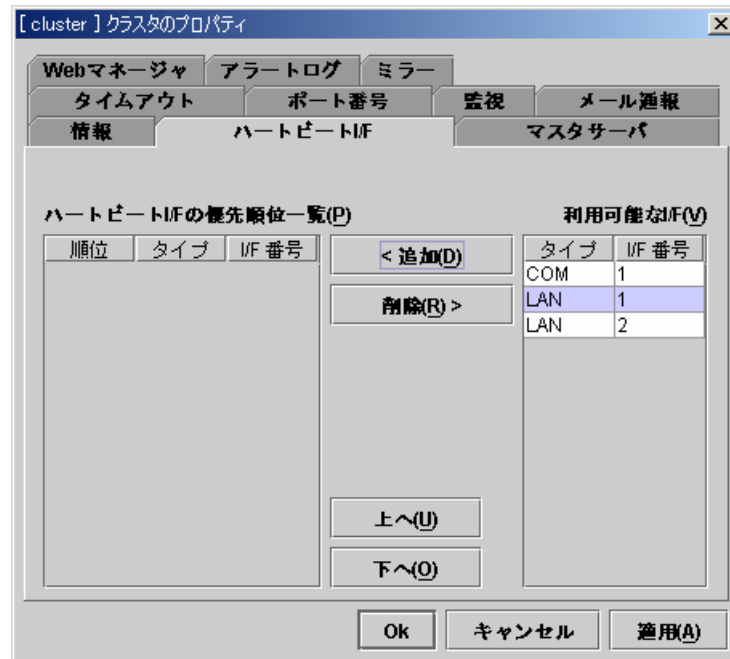 [ cluster ] クラスタのプロパティ
Webマネージャ アラートログ ミラー
タイムアウト ポート番号 監視 メール通報
情報 ハートビートI/F マスタサーバ
ハートビートI/Fの優先順位一覧(P) 利用可能なI/F(V)
順位 タイプ I/F 番号 < 追加(D) タイプ I/F 番号
COM 1
削除(R) > LAN 1
LAN 2
上へ(U)
下へ(O)
Ok キャンセル 適用(A)